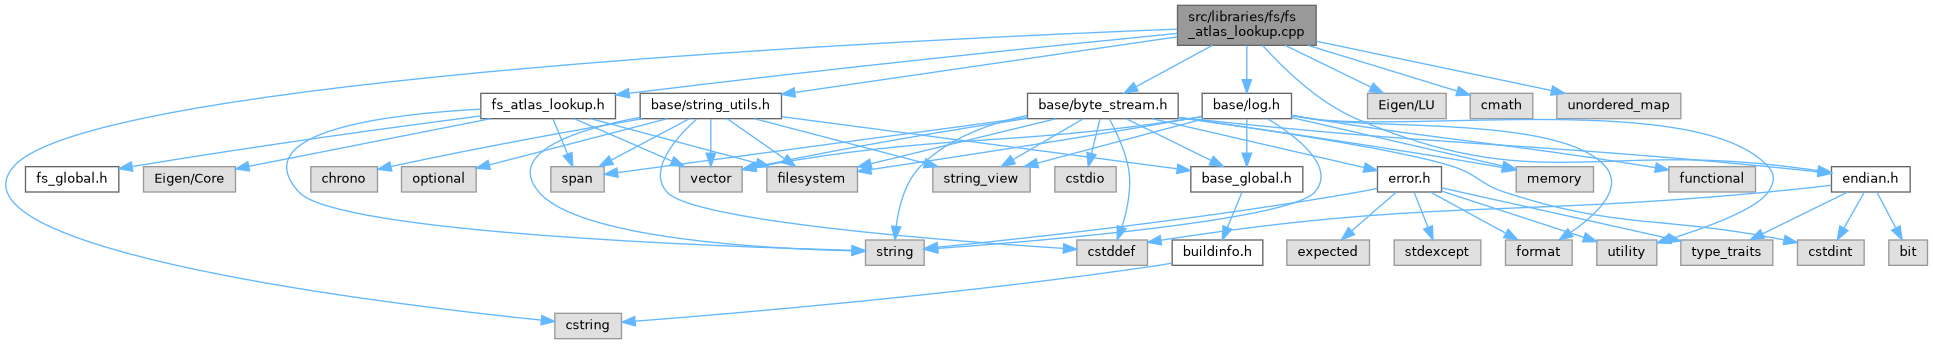 src/libraries/fs/fs
_atlas_lookup.cpp
fs_atlas_lookup.h
base/string_utils.h
base/byte_stream.h
base/log.h
Eigen/LU
cmath
unordered_map
fs_global.h
Eigen/Core
chrono
optional
span
vector
filesystem
string_view
cstdio
base_global.h
error.h
memory
functional
endian.h
string
cstddef
buildinfo.h
expected
stdexcept
format
utility
type_traits
cstdint
bit
cstring